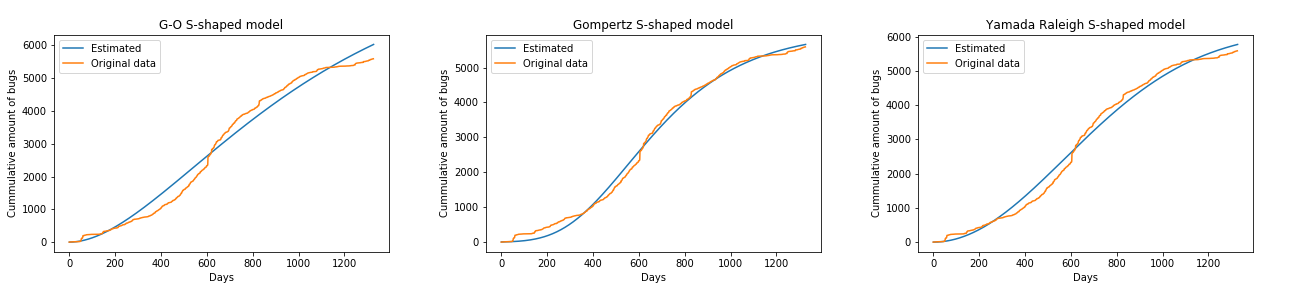 G-O S-shaped model
Estimated
Original data
Cummulative amount of bugs
6000
5000
4000
3000
2000
1000
0
0 200 400 600 800 1000 1200
Days
Gompertz S-shaped model
Estimated
Original data
Cummulative amount of bugs
5000
4000
3000
2000
1000
0
0 200 400 600 800 1000 1200
Days
Yamada Raleigh S-shaped model
Estimated
Original data
Cummulative amount of bugs
6000
5000
4000
3000
2000
1000
0
0 200 400 600 800 1000 1200
Days